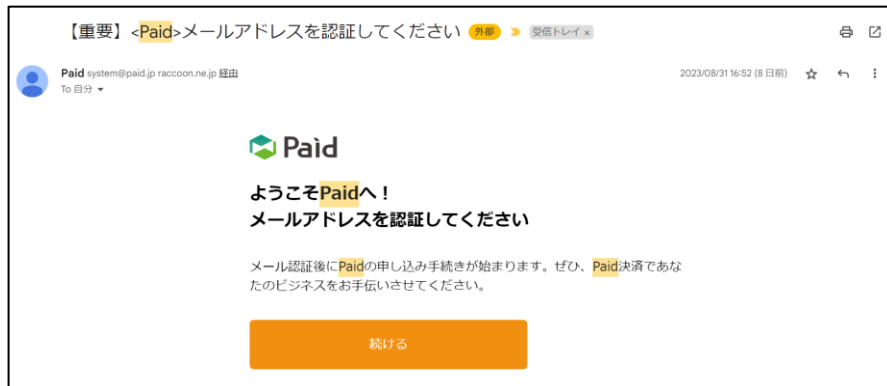 【重要】<Paid>メールアドレスを認証してください 外部 受信トレイ ×
Paid system@paid.jp raccoon.ne.jp 経由
2023/08/31 16:52 (8 日前)
To 自分
Paid
ようこそPaidへ！
メールアドレスを認証してください
メール認証後にPaidの申し込み手続きが始まります。ぜひ、Paid決済であな
たのビジネスをお手伝いさせてください。
続ける